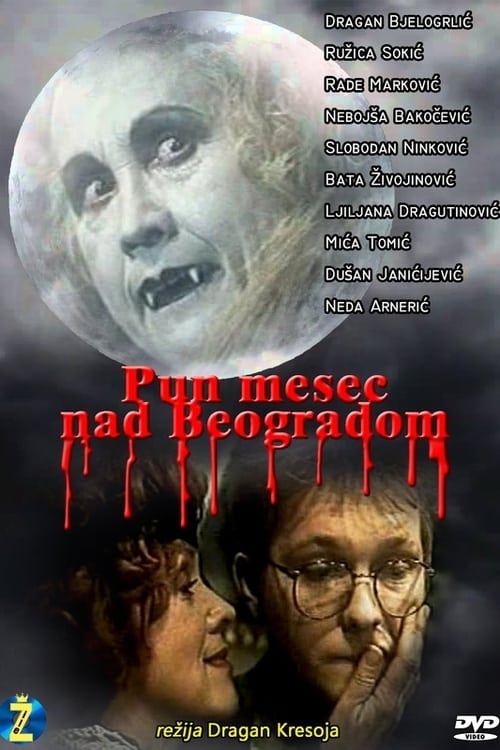 Dragan Bjelogrlić
Ružica Sokić
Rade Marković
Nebojša Bakočević
Slobodan Ninković
Bata Živojinović
Ljiljana Dragutinović
Mića Tomić
Dušan Janićijević
Neda Arnerić
Pun mesec
nad Beogradom
Ž
režija Dragan Kresoja
DVD
VIDEO